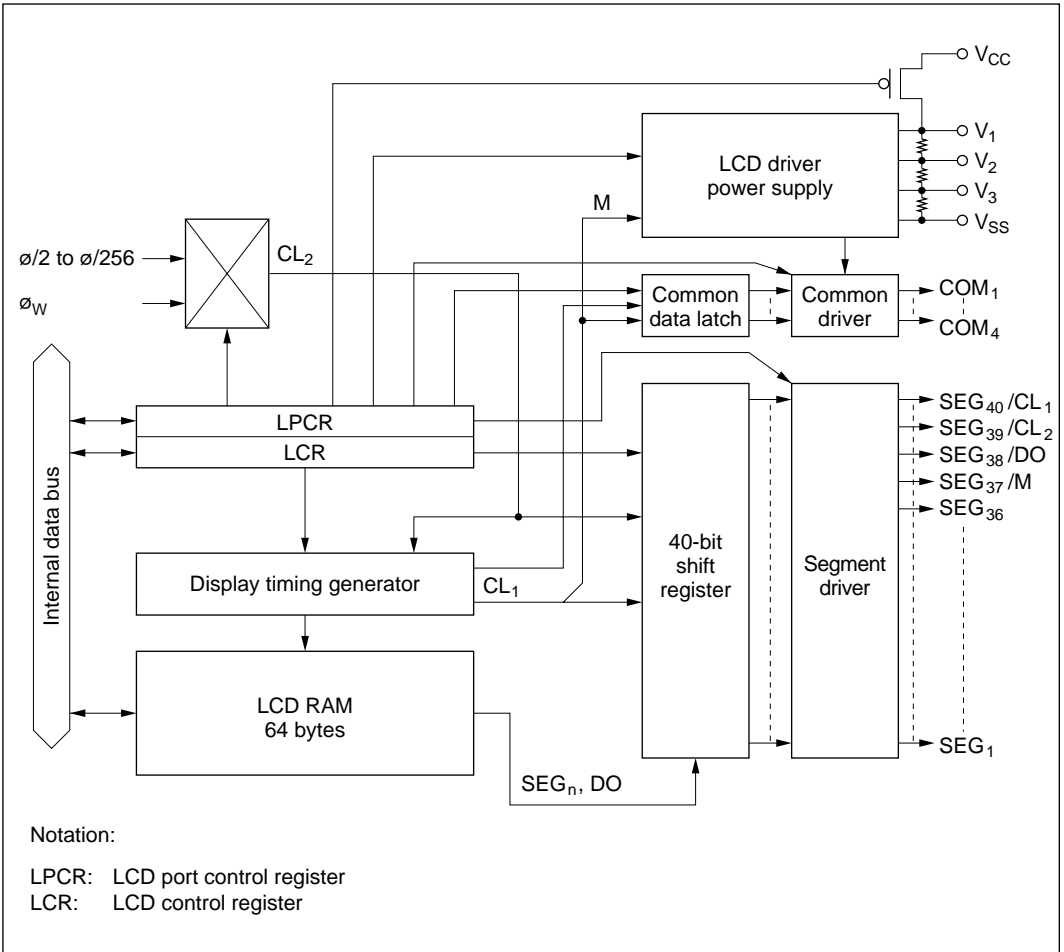 V_CC
V_1
LCD driver
power supply
V_2
V_3
V_SS
M
ø/2 to ø/256
CL_2
ø_W
Common
data latch
Common
driver
COM_1
COM_4
LPCR
LCR
SEG_40/CL_1
SEG_39/CL_2
SEG_38/DO
SEG_37/M
SEG_36
Internal data bus
Display timing generator
CL_1
40-bit
shift
register
Segment
driver
LCD RAM
64 bytes
SEG_1
SEG_n, DO
Notation:
LPCR: LCD port control register
LCR: LCD control register